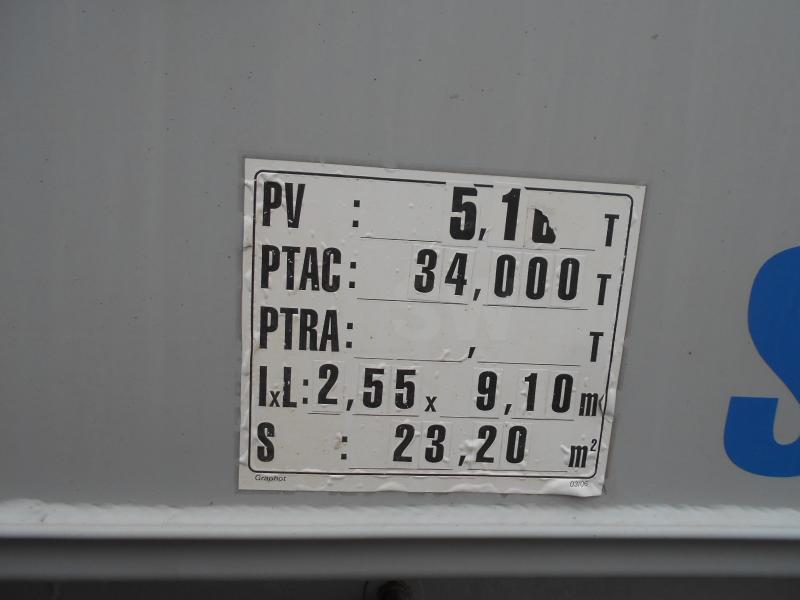 PV : T
PTAC: 34,000 T
PTRA: , T
IxL: 2,55 x 9,10 m
S : 23,20 m²
Graphot 03/06
S